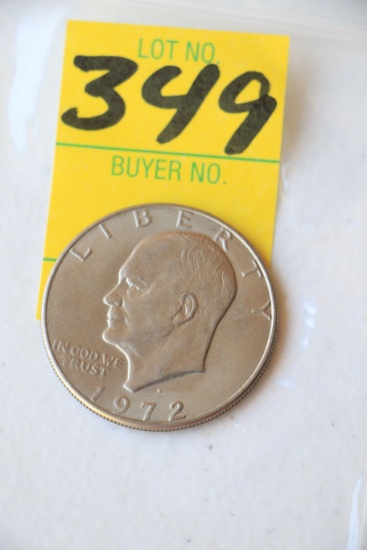 LOT NO.
349
BUYER NO.
LIBERTY
IN GOD WE
TRUST
1972